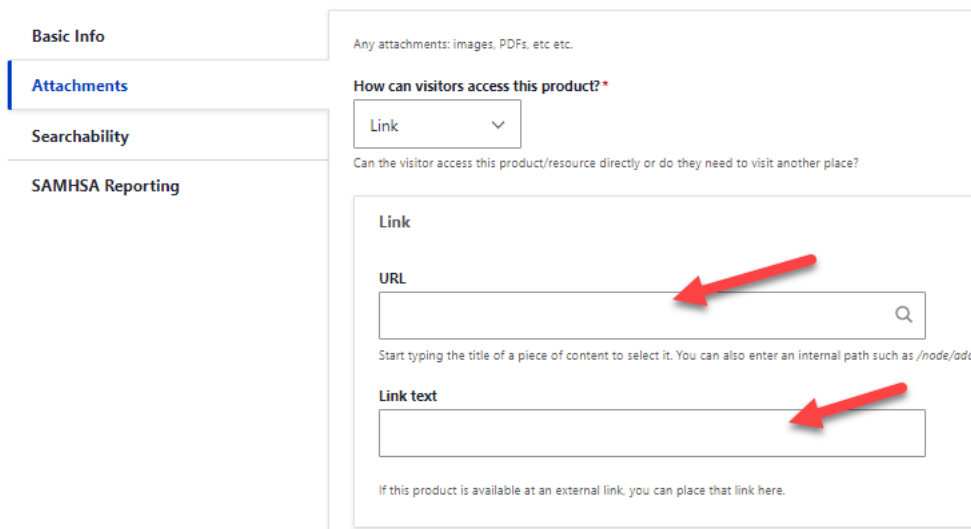 Basic Info
Attachments
Searchability
SAMHSA Reporting
Any attachments: images, PDFs, etc etc.
How can visitors access this product?*
Link
Can the visitor access this product/resource directly or do they need to visit another place?
Link
URL
Start typing the title of a piece of content to select it. You can also enter an internal path such as /node/add
Link text
If this product is available at an external link, you can place that link here.